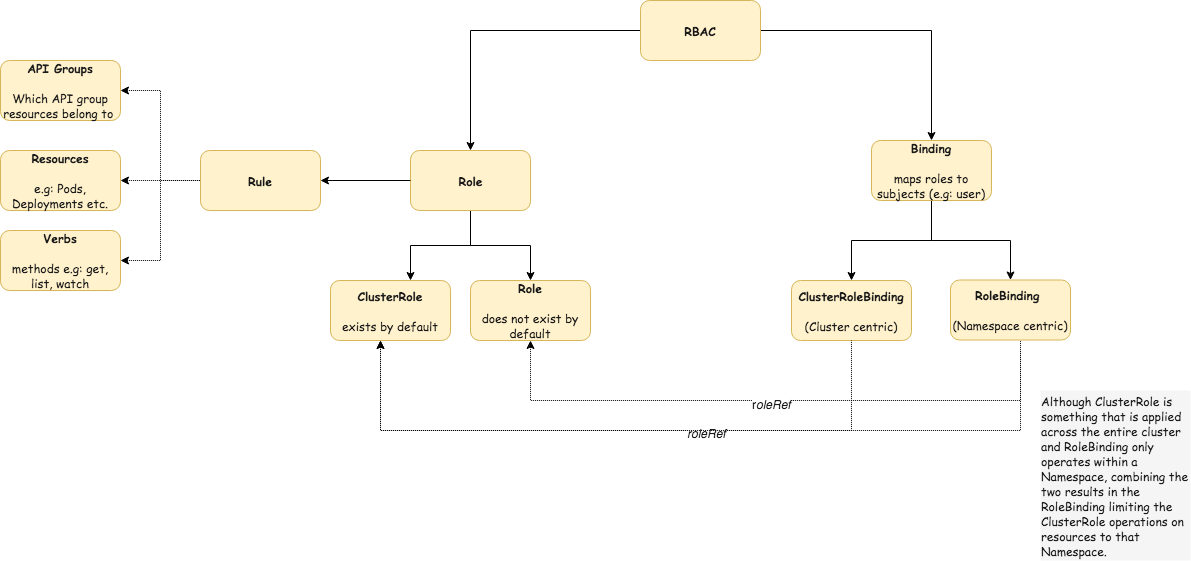 RBAC
API Groups
Which API group
resources belong to
Resources
e.g: Pods,
Deployments etc.
Verbs
methods e.g: get,
list, watch
Rule
Role
Binding
maps roles to
subjects (e.g: user)
ClusterRole
exists by default
Role
does not exist by
default
ClusterRoleBinding
(Cluster centric)
RoleBinding
(Namespace centric)
roleRef
roleRef
Although ClusterRole is
something that is applied
across the entire cluster
and RoleBinding only
operates within a
Namespace, combining the
two results in the
RoleBinding limiting the
ClusterRole operations on
resources to that
Namespace.